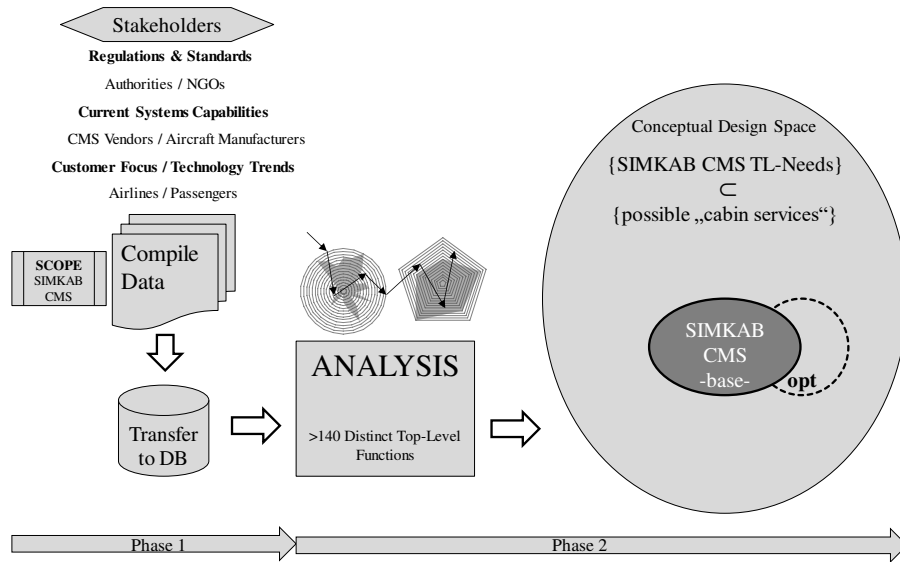 Stakeholders
Regulations & Standards
Authorities / NGOs
Current Systems Capabilities
CMS Vendors / Aircraft Manufacturers
Customer Focus / Technology Trends
Airlines / Passengers
SCOPE
SIMKAB
CMS
Compile
Data
Transfer
to DB
ANALYSIS
>140 Distinct Top-Level
Functions
Conceptual Design Space
{SIMKAB CMS TL-Needs}
⊂
{possible „cabin services“}
SIMKAB
CMS
-base-
opt
Phase 1
Phase 2